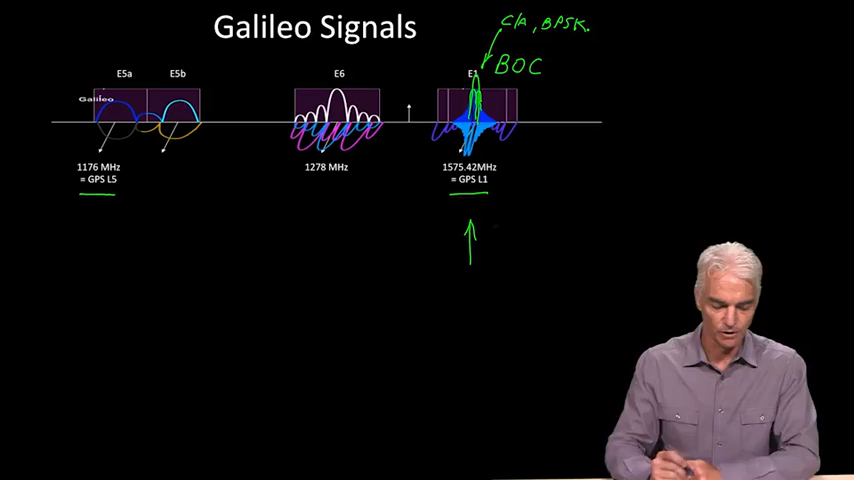 Galileo Signals
C/A, BPSK.
BOC
E5a E5b E6 E1
Galileo
1176 MHz
= GPS L5
1278 MHz
1575.42MHz
= GPS L1